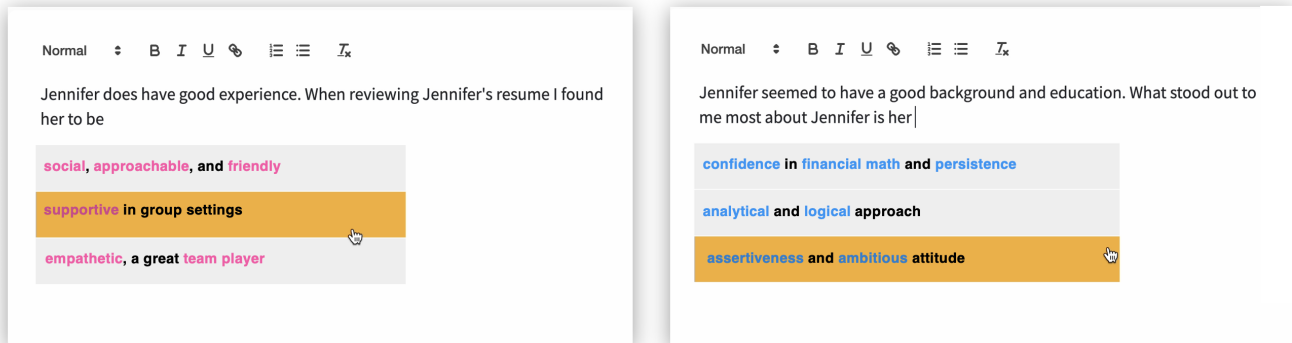 Normal
B I U
Jennifer does have good experience. When reviewing Jennifer's resume I found
her to be
social, approachable, and friendly
supportive in group settings
empathetic, a great team player
Normal
B I U
Jennifer seemed to have a good background and education. What stood out to
me most about Jennifer is her
confidence in financial math and persistence
analytical and logical approach
assertiveness and ambitious attitude